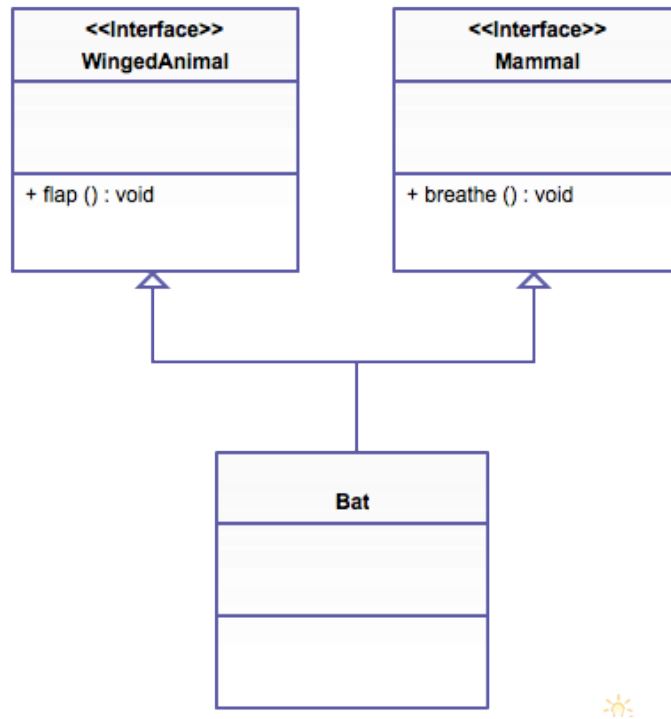 <<Interface>>
WingedAnimal
+ flap () : void
<<Interface>>
Mammal
+ breathe () : void
Bat